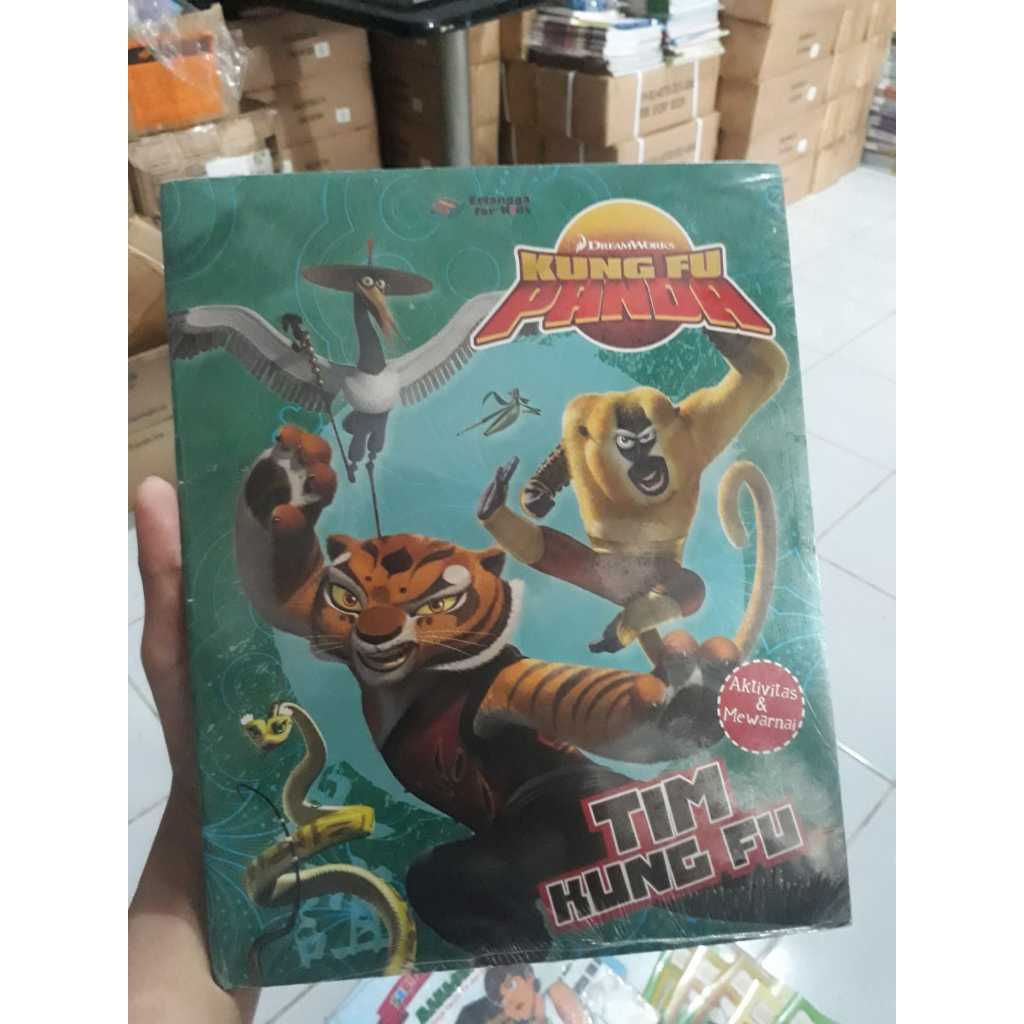 Erlangga
for Kids
DREAMWORKS
KUNG FU
PANDA
Aktivitas
&
Mewarnai
TIM
KUNG FU